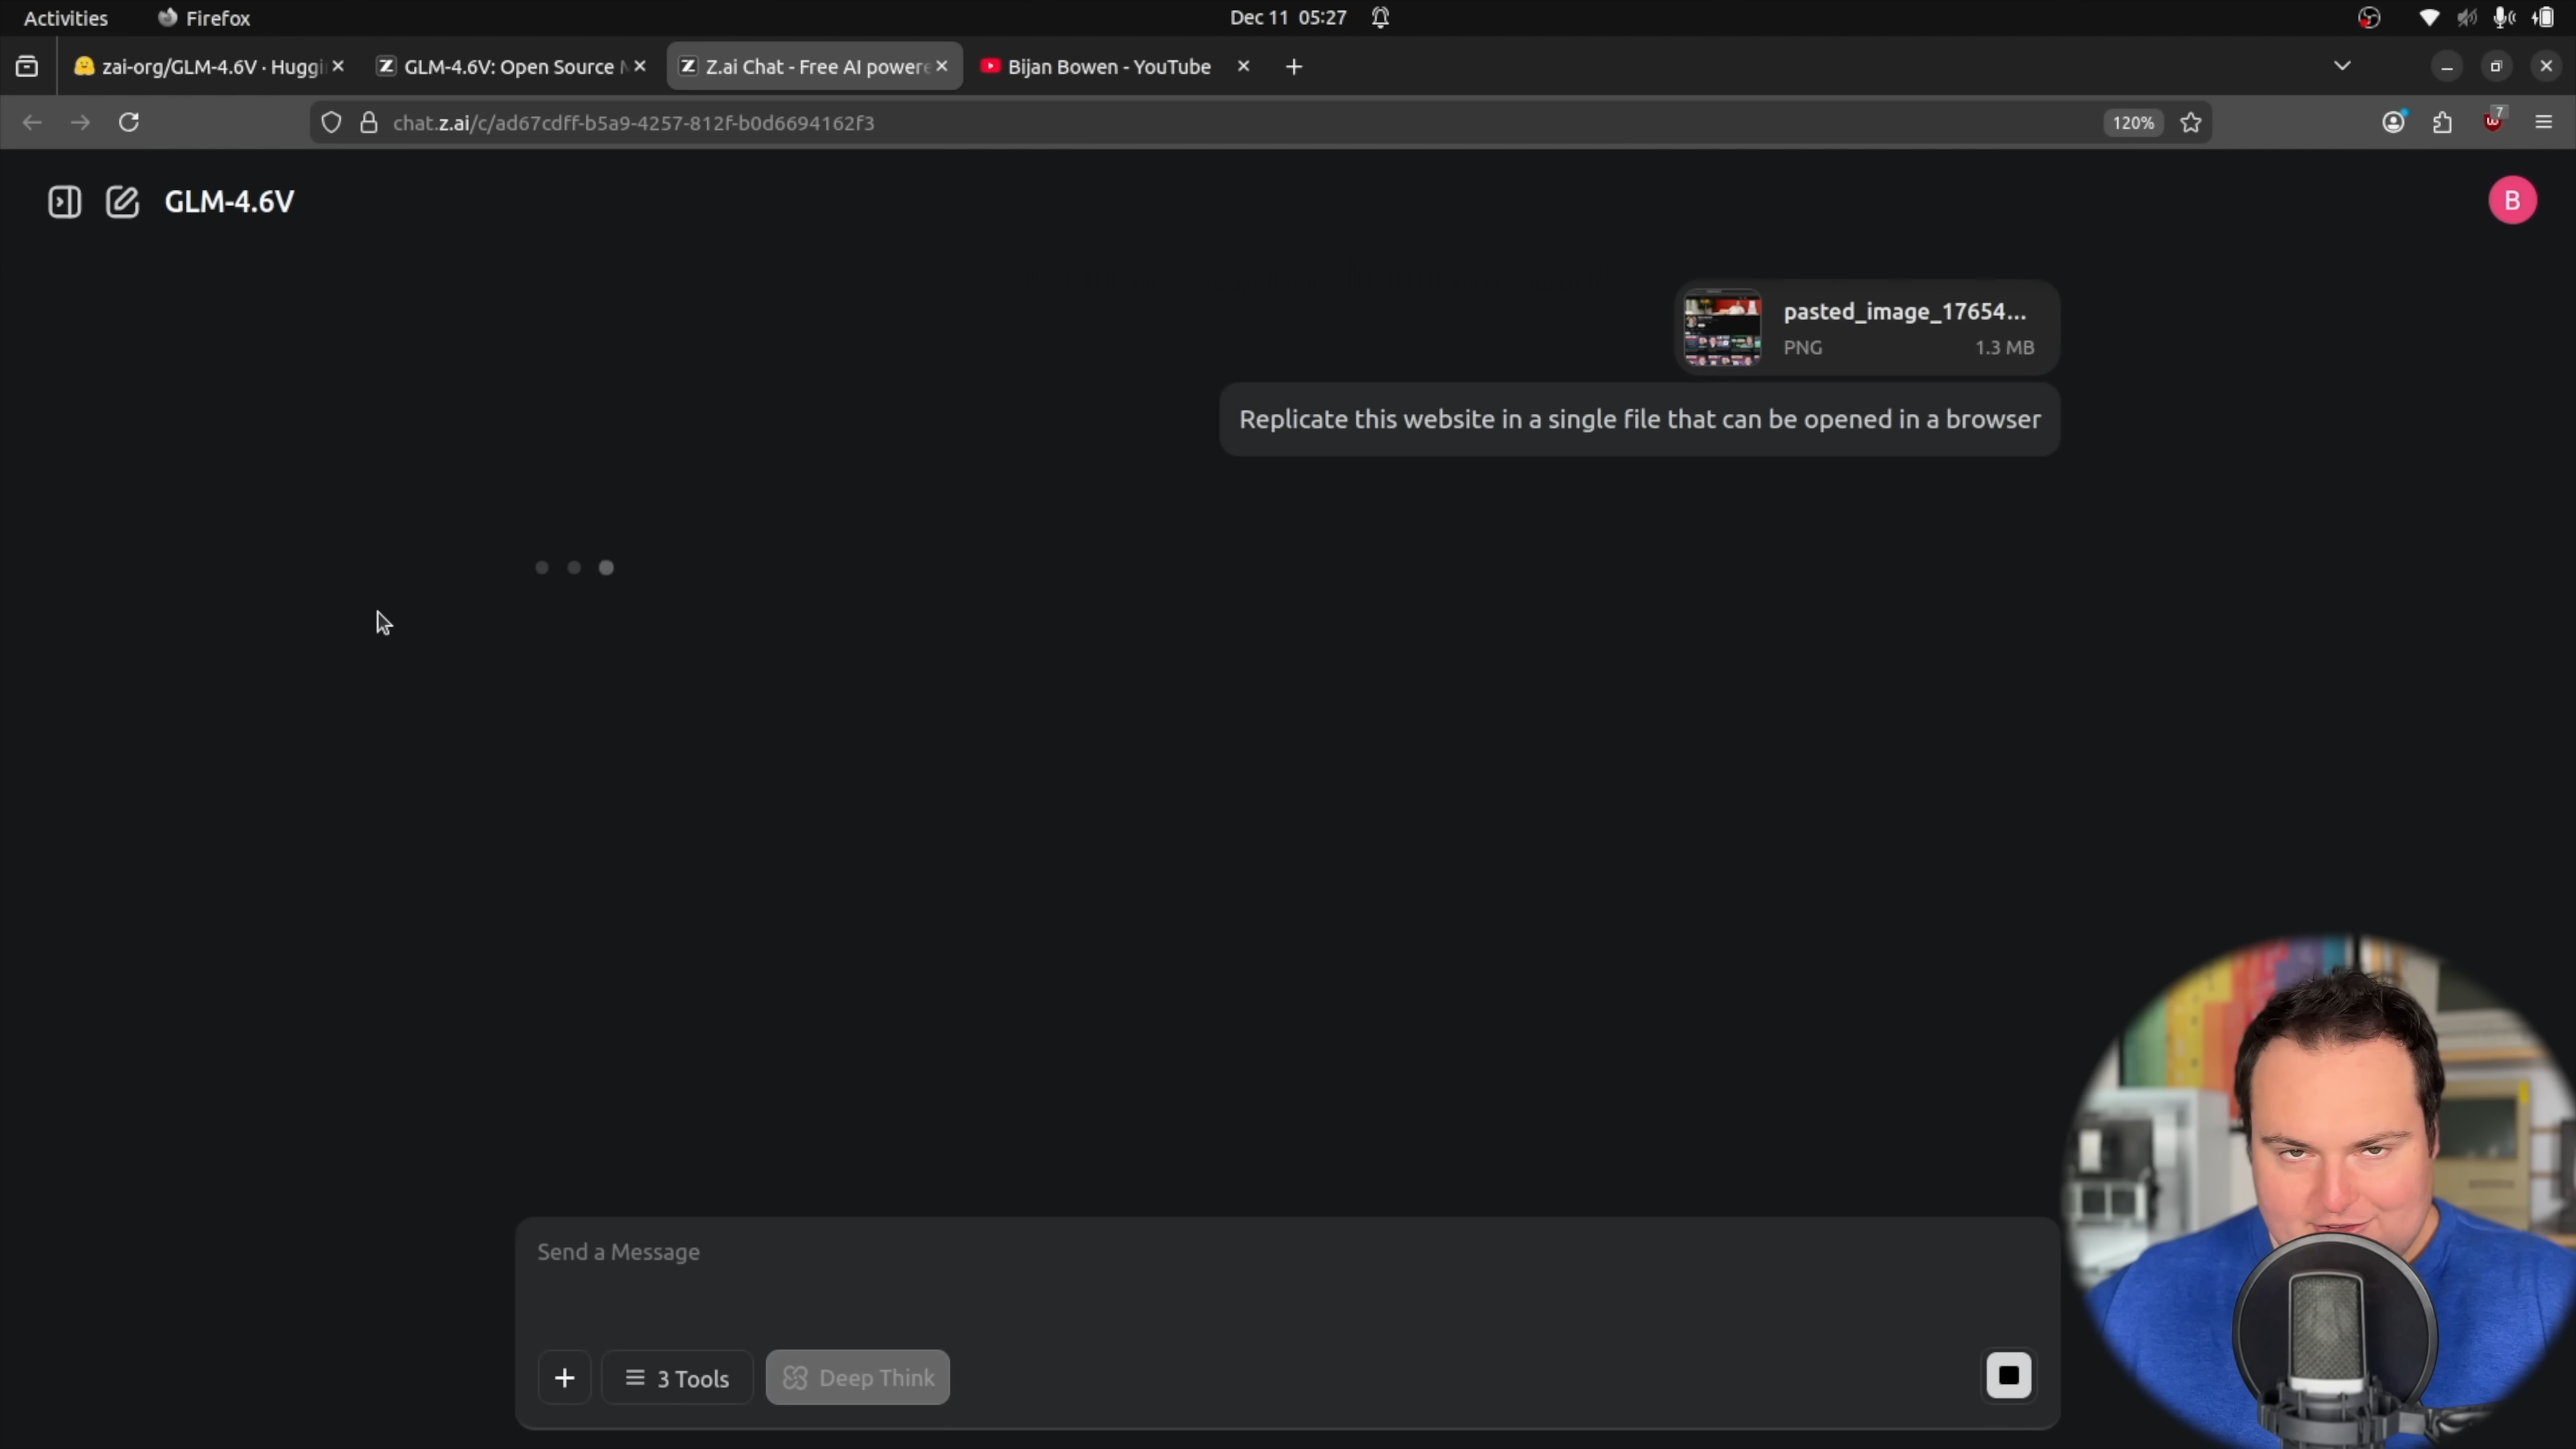 Activities Firefox Dec 11 05:27
zai-org/GLM-4.6V · Huggi GLM-4.6V: Open Source Z.ai Chat - Free AI power Bijan Bowen - YouTube
chat.z.ai/c/ad67cdff-b5a9-4257-812f-b0d6694162f3 120% 7
GLM-4.6V B
pasted_image_17654...
PNG 1.3 MB
Replicate this website in a single file that can be opened in a browser
Send a Message
3 Tools Deep Think